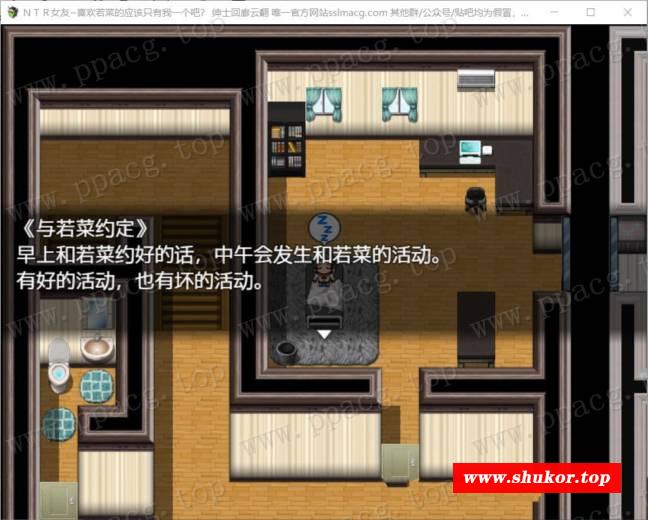 NTR女友~喜欢若菜的应该只有我一个吧? 绅士回廊云翻 唯一官方网站sslmacg.com 其他群/公众号/贴吧均为假冒，...
www.ppacg.top
《与若菜约定》
早上和若菜约好的话，中午会发生和若菜的活动。
有好的活动，也有坏的活动。
www.shukor.top